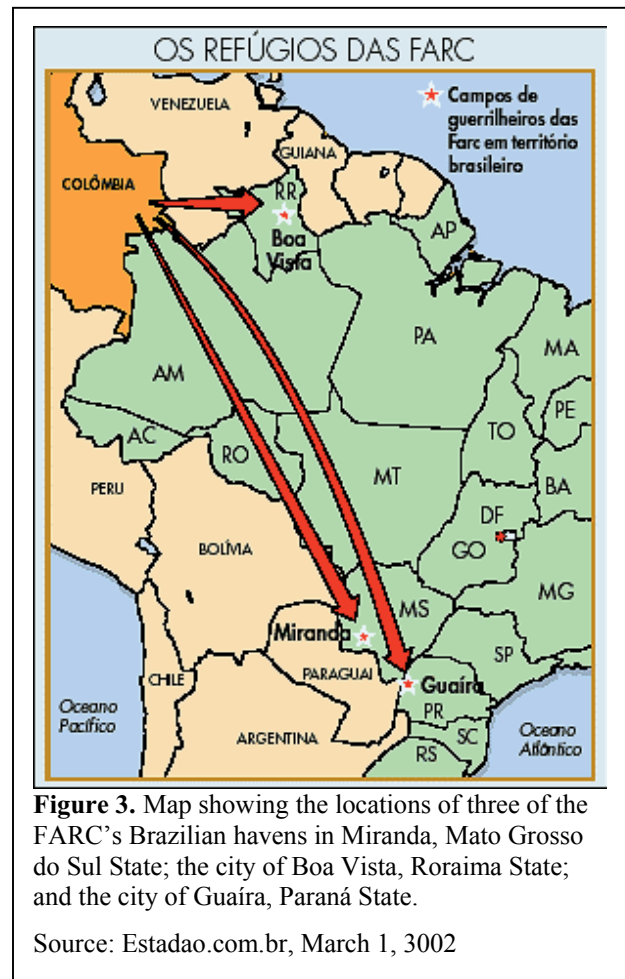 OS REFÚGIOS DAS FARC
VENEZUELA
Campos de
guerrilheiros das
Farc em território
brasileiro
GUIANA
COLÔMBIA
RR
Boa
Vista
AP
AM
PA
MA
PE
AC
RO
TO
MT
BA
PERU
DF
GO
BOLÍVIA
MG
MS
Miranda
SP
PARAGUAI
Guaíra
CHILE
PR
Oceano
Pacífico
ARGENTINA
SC
Oceano
Atlântico
RS
Figure 3. Map showing the locations of three of the
FARC’s Brazilian havens in Miranda, Mato Grosso
do Sul State; the city of Boa Vista, Roraima State;
and the city of Guaíra, Paraná State.
Source: Estadao.com.br, March 1, 3002